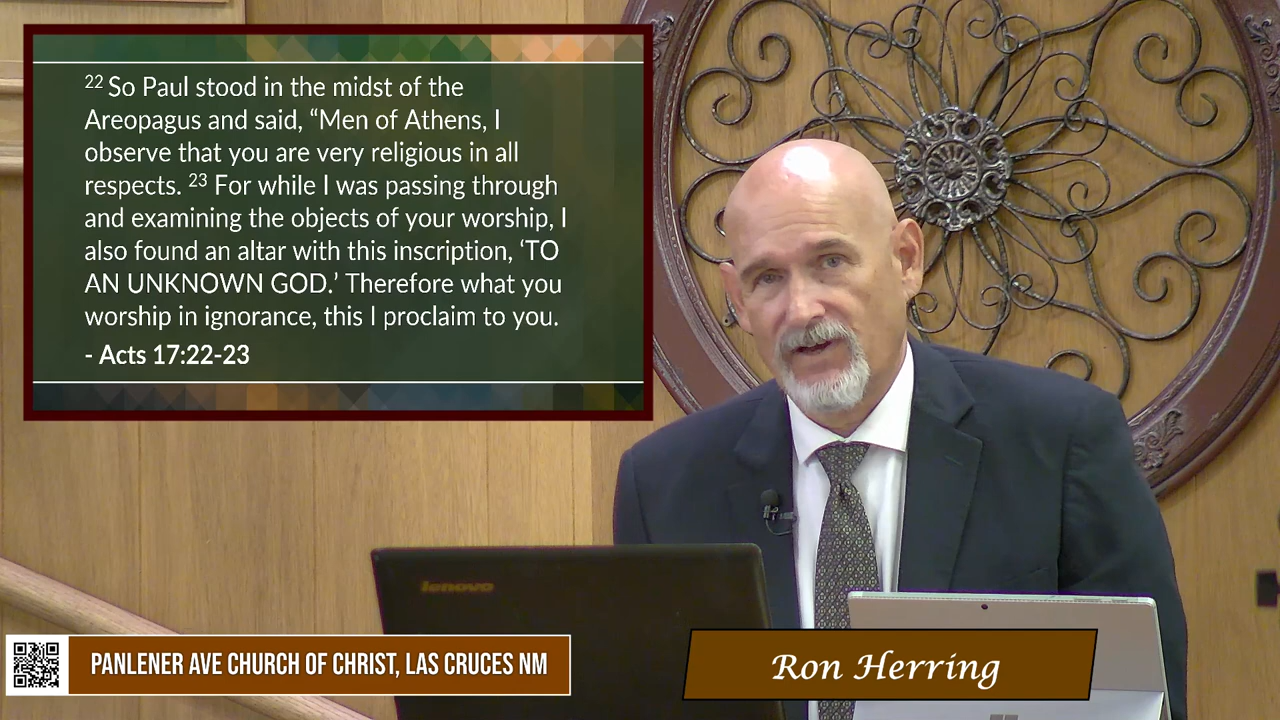 22 So Paul stood in the midst of the
Areopagus and said, “Men of Athens, I
observe that you are very religious in all
respects. 23 For while I was passing through
and examining the objects of your worship, I
also found an altar with this inscription, ‘TO
AN UNKNOWN GOD.’ Therefore what you
worship in ignorance, this I proclaim to you.
- Acts 17:22-23
lenovo
PANLENER AVE CHURCH OF CHRIST, LAS CRUCES NM
Ron Herring